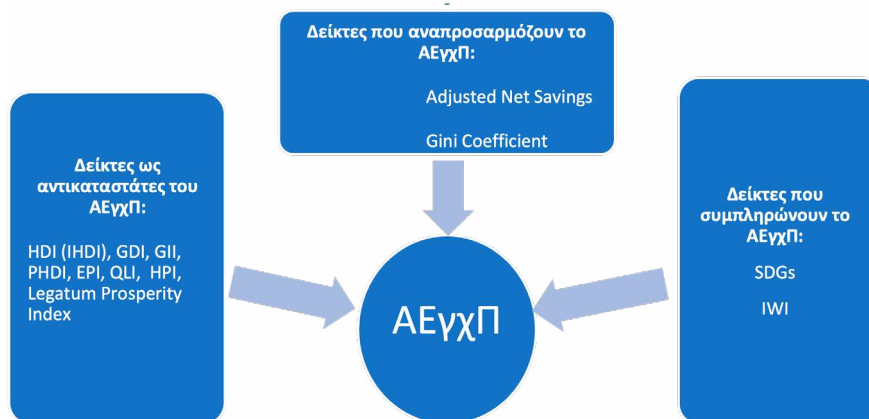 Δείκτες που αναπροσαρμόζουν το
ΑΕγχΠ:
Adjusted Net Savings
Gini Coefficient
Δείκτες ως
αντικαταστάτες του
ΑΕγχΠ:
HDI (IHDI), GDI, GII,
PHDI, EPI, QLI, HPI,
Legatum Prosperity
Index
Δείκτες που
συμπληρώνουν το
ΑΕγχΠ:
SDGs
IWI
ΑΕγχΠ